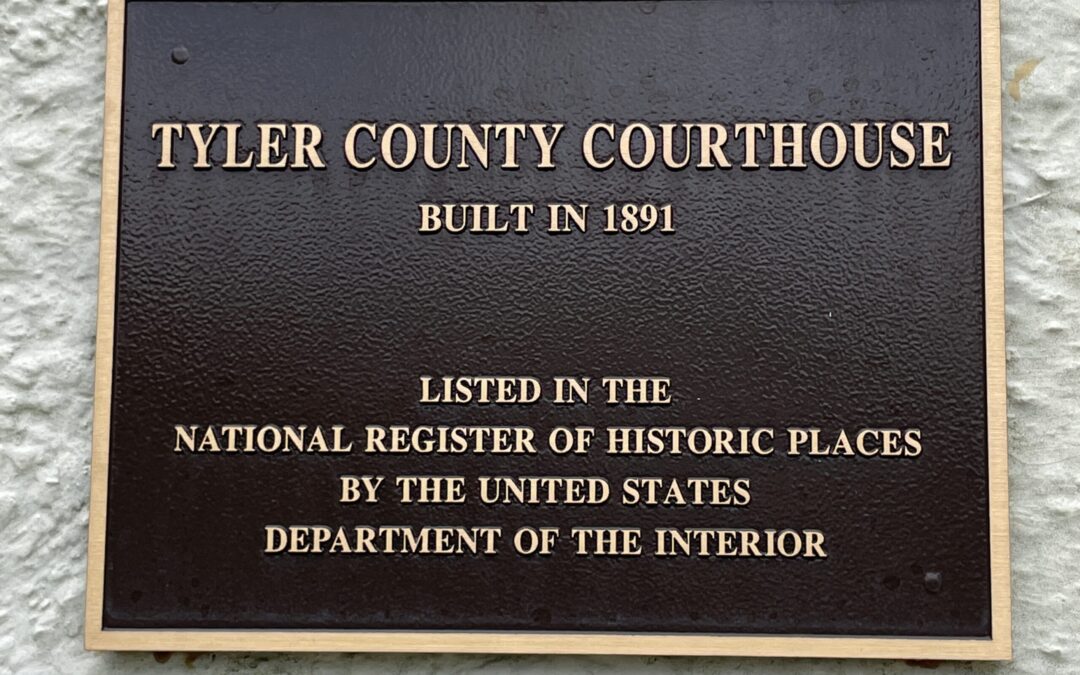 TYLER COUNTY COURTHOUSE
BUILT IN 1891
LISTED IN THE
NATIONAL REGISTER OF HISTORIC PLACES
BY THE UNITED STATES
DEPARTMENT OF THE INTERIOR